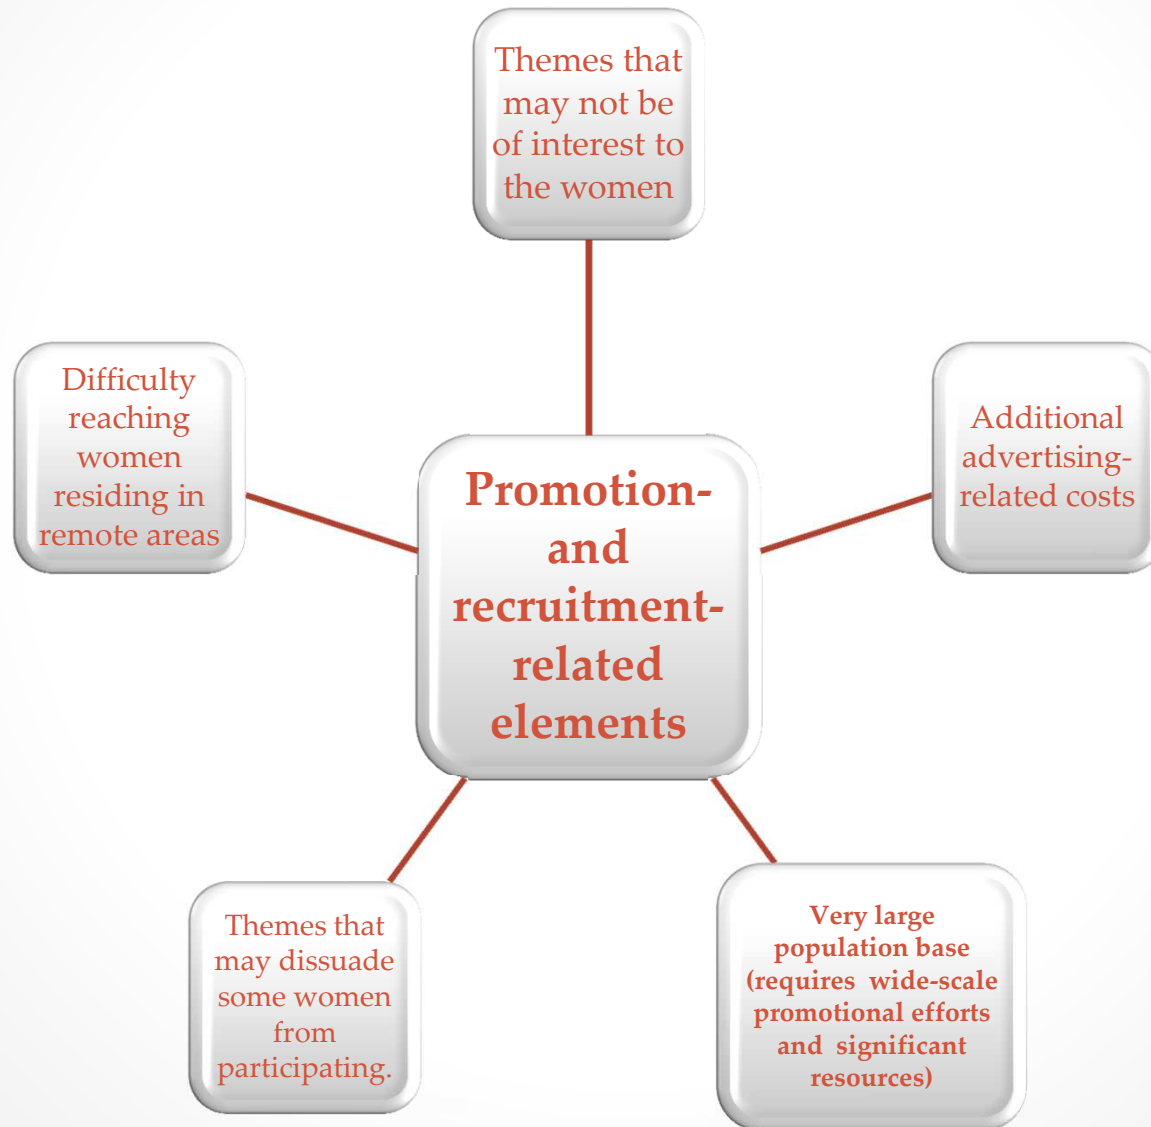 Themes that
may not be
of interest to
the women
Difficulty
reaching
women
residing in
remote areas
Additional
advertising-
related costs
Promotion-
and
recruitment-
related
elements
Themes that
may dissuade
some women
from
participating.
Very large
population base
(requires wide-scale
promotional efforts
and significant
resources)